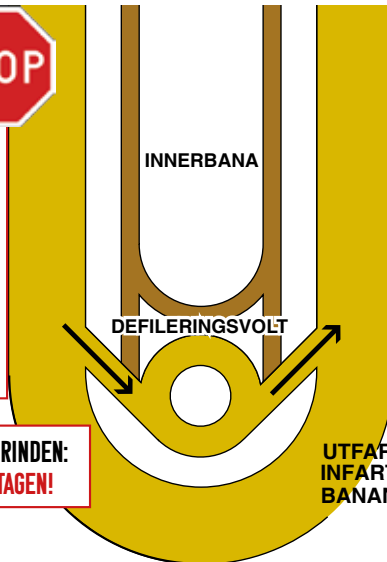 OP
INNERBANA
DEFILERINGSVOLT
RINDEN:
TAGEN!
UTFAR
INFART
BANAN